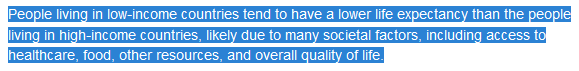 People living in low-income countries tend to have a lower life expectancy than the people
living in high-income countries, likely due to many societal factors, including access to
healthcare, food, other resources, and overall quality of life.